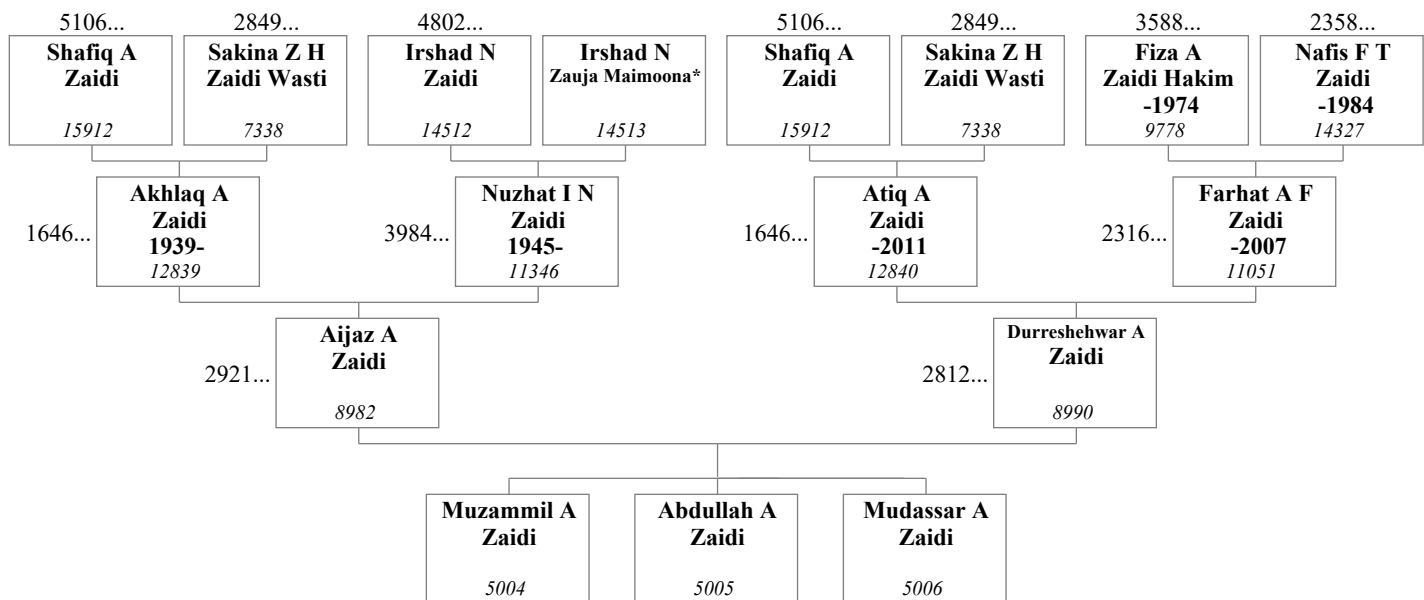 5106... 2849... 4802... 5106... 2849... 3588... 2358...
Shafiq A
Zaidi
15912
Sakina Z H
Zaidi Wasti
7338
Irshad N
Zaidi
14512
Irshad N
Zauja Maimoona*
14513
Shafiq A
Zaidi
15912
Sakina Z H
Zaidi Wasti
7338
Fiza A
Zaidi Hakim
-1974
9778
Nafis F T
Zaidi
-1984
14327
1646...
Akhlaq A
Zaidi
1939-
12839
3984...
Nuzhat I N
Zaidi
1945-
11346
1646...
Atiq A
Zaidi
-2011
12840
2316...
Farhat A F
Zaidi
-2007
11051
2921...
Aijaz A
Zaidi
8982
2812...
Durreshehwar A
Zaidi
8990
Muzammil A
Zaidi
5004
Abdullah A
Zaidi
5005
Mudassar A
Zaidi
5006